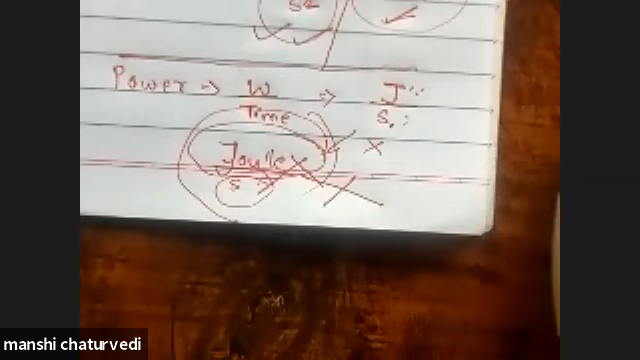 Power → W/Time → J/s
Joule
s
manshi chaturvedi